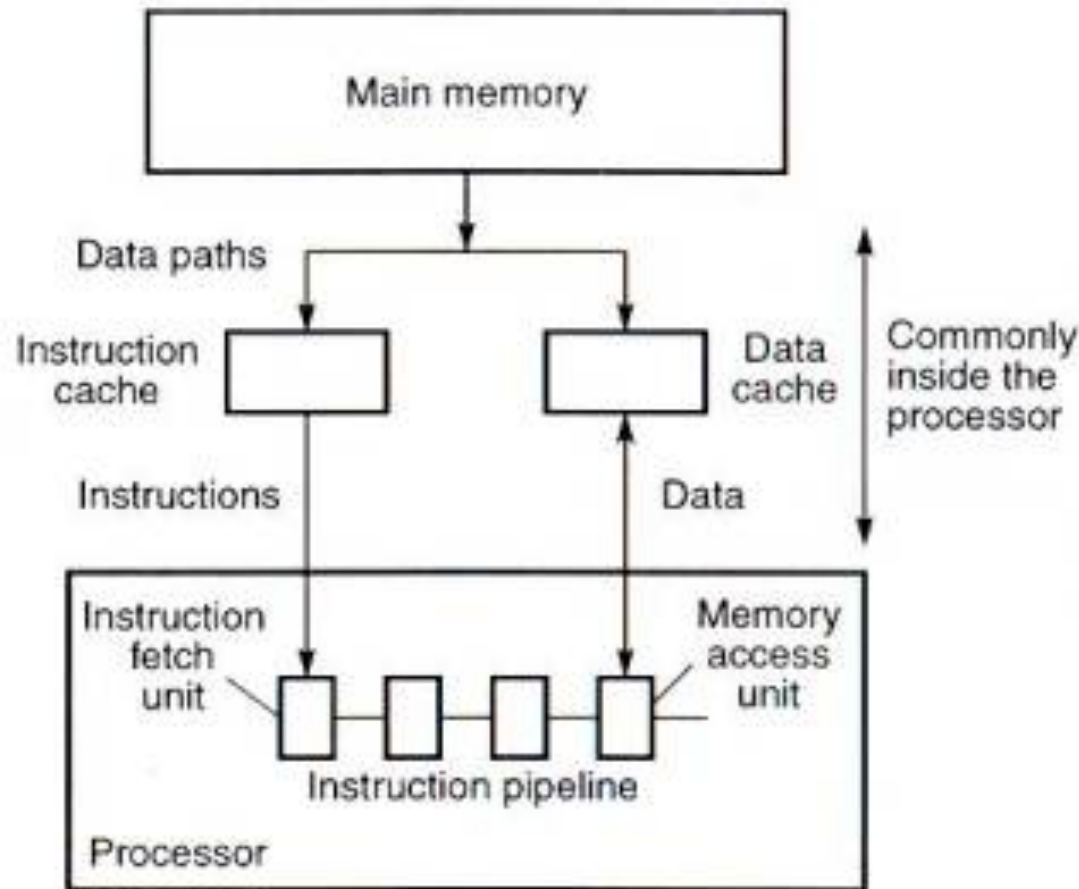 Main memory
Data paths
Instruction
cache
Data
cache
Commonly
inside the
processor
Instructions
Data
Instruction
fetch
unit
Memory
access
unit
Instruction pipeline
Processor